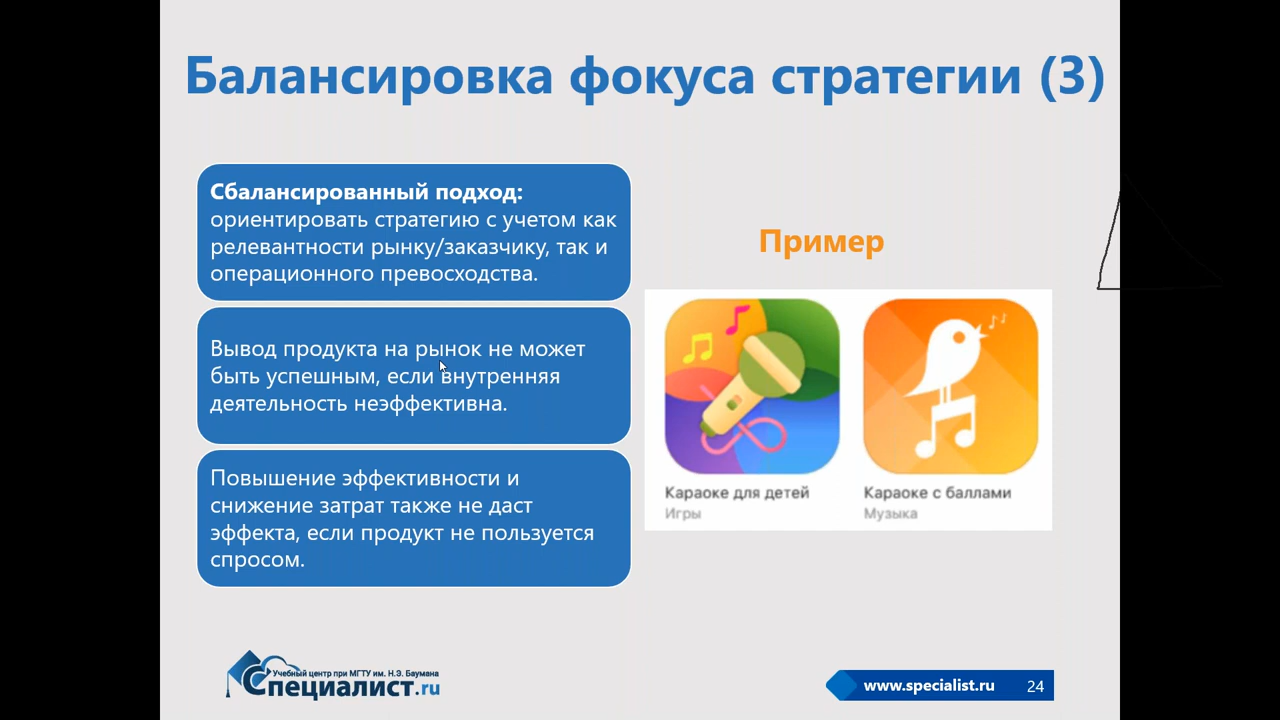 Балансировка фокуса стратегии (3)
Сбалансированный подход:
ориентировать стратегию с учетом как
релевантности рынку/заказчику, так и
операционного превосходства.
Вывод продукта на рынок не может
быть успешным, если внутренняя
деятельность неэффективна.
Повышение эффективности и
снижение затрат также не даст
эффекта, если продукт не пользуется
спросом.
Пример
Караоке для детей
Игры
Караоке с баллами
Музыка
Учебный центр при МГТУ им. Н.Э. Баумана
Специалист.ru
www.specialist.ru
24